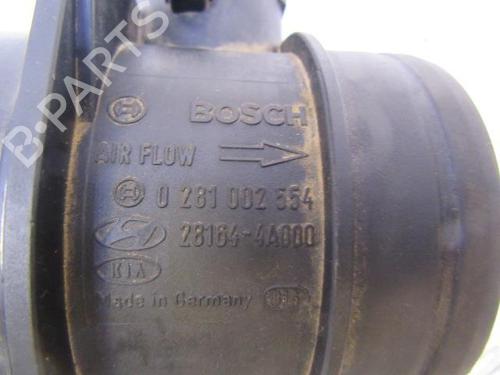 B-PARTS
BOSCH
AIR FLOW
0 281 002 554
28164-4A000
KIA
Made in Germany